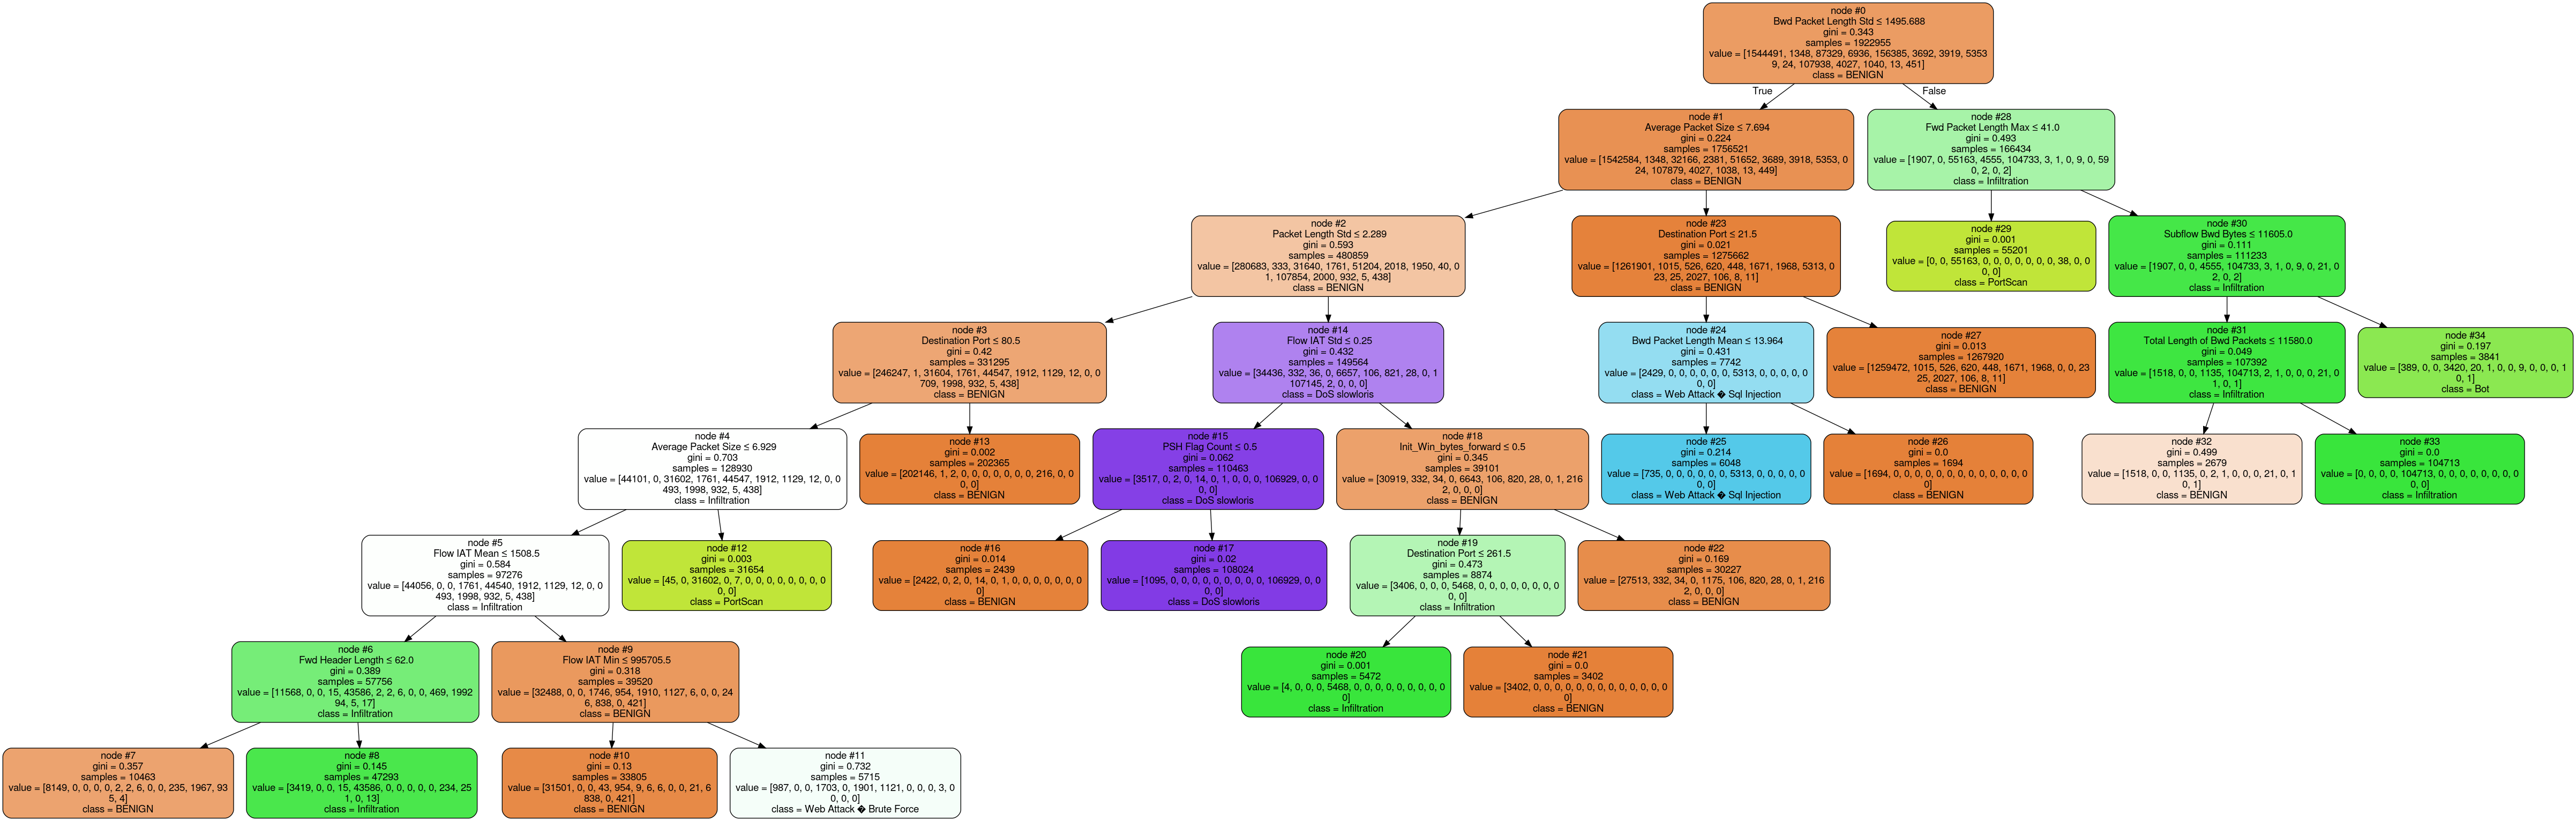 node #0
Bwd Packet Length Std ≤ 1495.688
gini = 0.343
samples = 1922955
value = [1544491, 1348, 87329, 6936, 156385, 3692, 3919, 5353
9, 24, 107938, 4027, 1040, 13, 451]
class = BENIGN
True
False
node #1
Average Packet Size ≤ 7.694
gini = 0.224
samples = 1756521
value = [1542584, 1348, 32166, 2381, 51652, 3689, 3918, 5353, 0
24, 107879, 4027, 1038, 13, 449]
class = BENIGN
node #28
Fwd Packet Length Max ≤ 41.0
gini = 0.493
samples = 166434
value = [1907, 0, 55163, 4555, 104733, 3, 1, 0, 9, 0, 59
0, 2, 0, 2]
class = Infiltration
node #2
Packet Length Std ≤ 2.289
gini = 0.593
samples = 480859
value = [280683, 333, 31640, 1761, 51204, 2018, 1950, 40, 0
1, 107854, 2000, 932, 5, 438]
class = BENIGN
node #23
Destination Port ≤ 21.5
gini = 0.021
samples = 1275662
value = [1261901, 1015, 526, 620, 448, 1671, 1968, 5313, 0
23, 25, 2027, 106, 8, 11]
class = BENIGN
node #29
gini = 0.001
samples = 55201
value = [0, 0, 55163, 0, 0, 0, 0, 0, 0, 0, 38, 0, 0
0, 0]
class = PortScan
node #30
Subflow Bwd Bytes ≤ 11605.0
gini = 0.111
samples = 111233
value = [1907, 0, 0, 4555, 104733, 3, 1, 0, 9, 0, 21, 0
2, 0, 2]
class = Infiltration
node #3
Destination Port ≤ 80.5
gini = 0.42
samples = 331295
value = [246247, 1, 31604, 1761, 44547, 1912, 1129, 12, 0, 0
709, 1998, 932, 5, 438]
class = BENIGN
node #14
Flow IAT Std ≤ 0.25
gini = 0.432
samples = 149564
value = [34436, 332, 36, 0, 6657, 106, 821, 28, 0, 1
107145, 2, 0, 0, 0]
class = DoS slowloris
node #24
Bwd Packet Length Mean ≤ 13.964
gini = 0.431
samples = 7742
value = [2429, 0, 0, 0, 0, 0, 0, 5313, 0, 0, 0, 0, 0
0, 0]
class = Web Attack � Sql Injection
node #27
gini = 0.013
samples = 1267920
value = [1259472, 1015, 526, 620, 448, 1671, 1968, 0, 0, 23
25, 2027, 106, 8, 11]
class = BENIGN
node #31
Total Length of Bwd Packets ≤ 11580.0
gini = 0.049
samples = 107392
value = [1518, 0, 0, 1135, 104713, 2, 1, 0, 0, 0, 21, 0
1, 0, 1]
class = Infiltration
node #34
gini = 0.197
samples = 3841
value = [389, 0, 0, 3420, 20, 1, 0, 0, 9, 0, 0, 0, 1
0, 1]
class = Bot
node #4
Average Packet Size ≤ 6.929
gini = 0.703
samples = 128930
value = [44101, 0, 31602, 1761, 44547, 1912, 1129, 12, 0, 0
493, 1998, 932, 5, 438]
class = Infiltration
node #13
gini = 0.002
samples = 202365
value = [202146, 1, 2, 0, 0, 0, 0, 0, 0, 0, 216, 0, 0
0, 0]
class = BENIGN
node #15
PSH Flag Count ≤ 0.5
gini = 0.062
samples = 110463
value = [3517, 0, 2, 0, 14, 0, 1, 0, 0, 0, 106929, 0, 0
0, 0]
class = DoS slowloris
node #18
Init_Win_bytes_forward ≤ 0.5
gini = 0.345
samples = 39101
value = [30919, 332, 34, 0, 6643, 106, 820, 28, 0, 1, 216
2, 0, 0, 0]
class = BENIGN
node #25
gini = 0.214
samples = 6048
value = [735, 0, 0, 0, 0, 0, 0, 5313, 0, 0, 0, 0, 0
0, 0]
class = Web Attack � Sql Injection
node #26
gini = 0.0
samples = 1694
value = [1694, 0, 0, 0, 0, 0, 0, 0, 0, 0, 0, 0, 0, 0
0]
class = BENIGN
node #32
gini = 0.499
samples = 2679
value = [1518, 0, 0, 1135, 0, 2, 1, 0, 0, 0, 21, 0, 1
0, 1]
class = BENIGN
node #33
gini = 0.0
samples = 104713
value = [0, 0, 0, 0, 104713, 0, 0, 0, 0, 0, 0, 0, 0
0, 0]
class = Infiltration
node #5
Flow IAT Mean ≤ 1508.5
gini = 0.584
samples = 97276
value = [44056, 0, 0, 1761, 44540, 1912, 1129, 12, 0, 0
493, 1998, 932, 5, 438]
class = Infiltration
node #12
gini = 0.003
samples = 31654
value = [45, 0, 31602, 0, 7, 0, 0, 0, 0, 0, 0, 0, 0
0, 0]
class = PortScan
node #16
gini = 0.014
samples = 2439
value = [2422, 0, 2, 0, 14, 0, 1, 0, 0, 0, 0, 0, 0, 0
0]
class = BENIGN
node #17
gini = 0.02
samples = 108024
value = [1095, 0, 0, 0, 0, 0, 0, 0, 0, 0, 106929, 0, 0
0, 0]
class = DoS slowloris
node #19
Destination Port ≤ 261.5
gini = 0.473
samples = 8874
value = [3406, 0, 0, 0, 5468, 0, 0, 0, 0, 0, 0, 0, 0
0, 0]
class = Infiltration
node #22
gini = 0.169
samples = 30227
value = [27513, 332, 34, 0, 1175, 106, 820, 28, 0, 1, 216
2, 0, 0, 0]
class = BENIGN
node #6
Fwd Header Length ≤ 62.0
gini = 0.389
samples = 57756
value = [11568, 0, 0, 15, 43586, 2, 2, 6, 0, 0, 469, 1992
94, 5, 17]
class = Infiltration
node #9
Flow IAT Min ≤ 995705.5
gini = 0.318
samples = 39520
value = [32488, 0, 0, 1746, 954, 1910, 1127, 6, 0, 0, 24
6, 838, 0, 421]
class = BENIGN
node #20
gini = 0.001
samples = 5472
value = [4, 0, 0, 0, 5468, 0, 0, 0, 0, 0, 0, 0, 0, 0
0]
class = Infiltration
node #21
gini = 0.0
samples = 3402
value = [3402, 0, 0, 0, 0, 0, 0, 0, 0, 0, 0, 0, 0, 0
0]
class = BENIGN
node #7
gini = 0.357
samples = 10463
value = [8149, 0, 0, 0, 0, 2, 2, 6, 0, 0, 235, 1967, 93
5, 4]
class = BENIGN
node #8
gini = 0.145
samples = 47293
value = [3419, 0, 0, 15, 43586, 0, 0, 0, 0, 0, 234, 25
1, 0, 13]
class = Infiltration
node #10
gini = 0.13
samples = 33805
value = [31501, 0, 0, 43, 954, 9, 6, 6, 0, 0, 21, 6
838, 0, 421]
class = BENIGN
node #11
gini = 0.732
samples = 5715
value = [987, 0, 0, 1703, 0, 1901, 1121, 0, 0, 0, 3, 0
0, 0, 0]
class = Web Attack � Brute Force